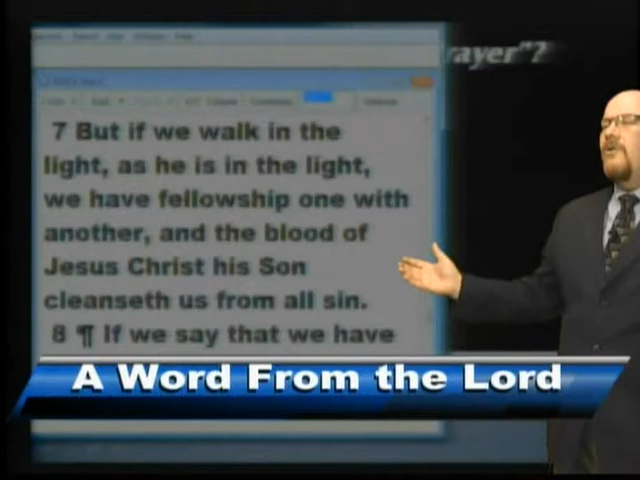 rayer"?
7 But if we walk in the
light, as he is in the light,
we have fellowship one with
another, and the blood of
Jesus Christ his Son
cleanseth us from all sin.
8 ¶ If we say that we have
A Word From the Lord